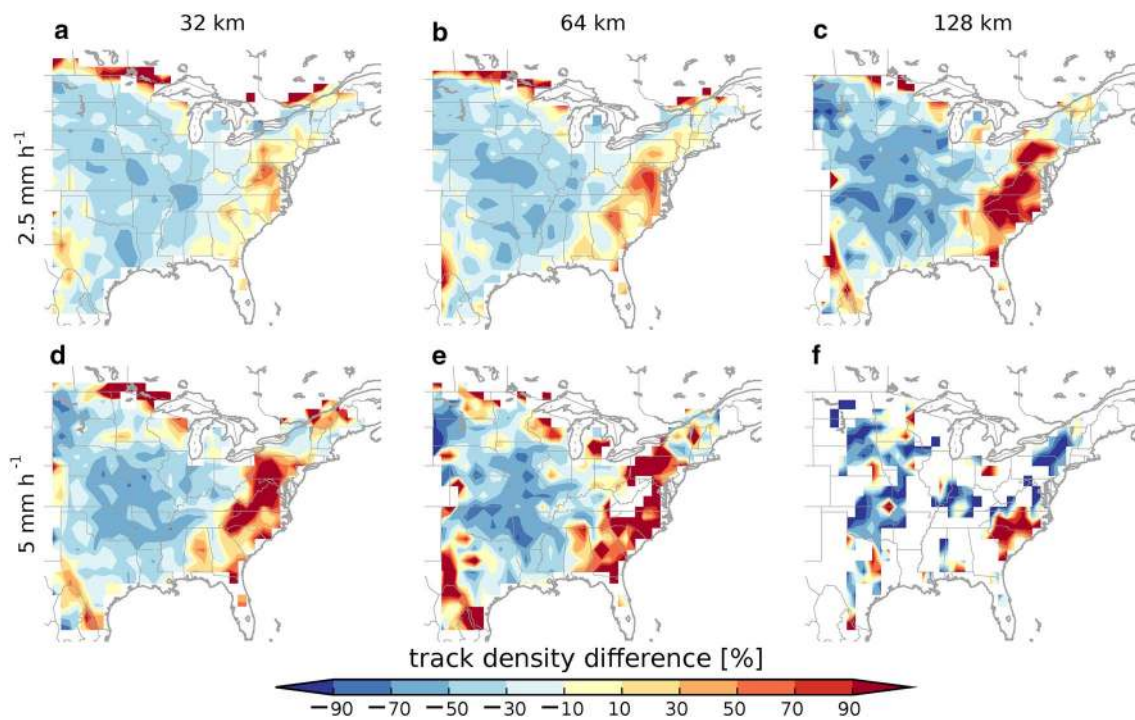 32 km
64 km
128 km
a
b
c
2.5 mm h⁻¹
d
e
f
5 mm h⁻¹
track density difference [%]
−90 −70 −50 −30 −10 10 30 50 70 90